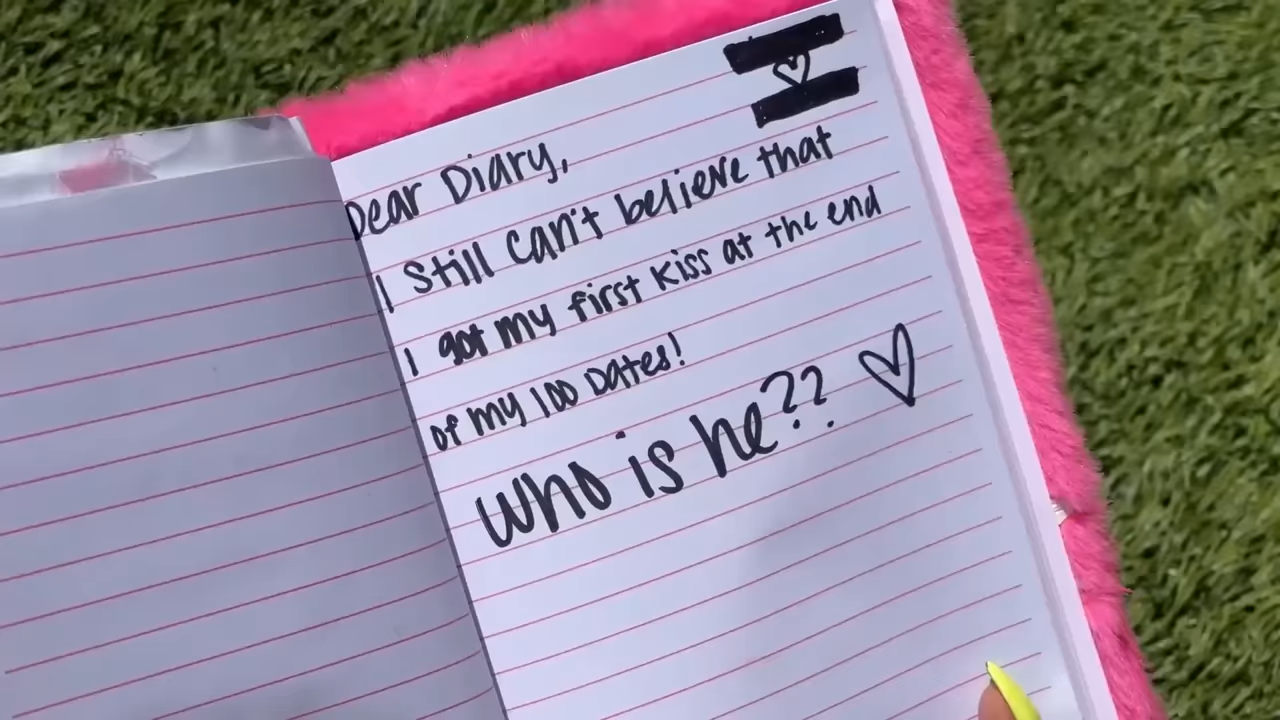 Dear Diary,
I still can't believe that
I got my first kiss at the end
of my 100 Dates!
who is he??